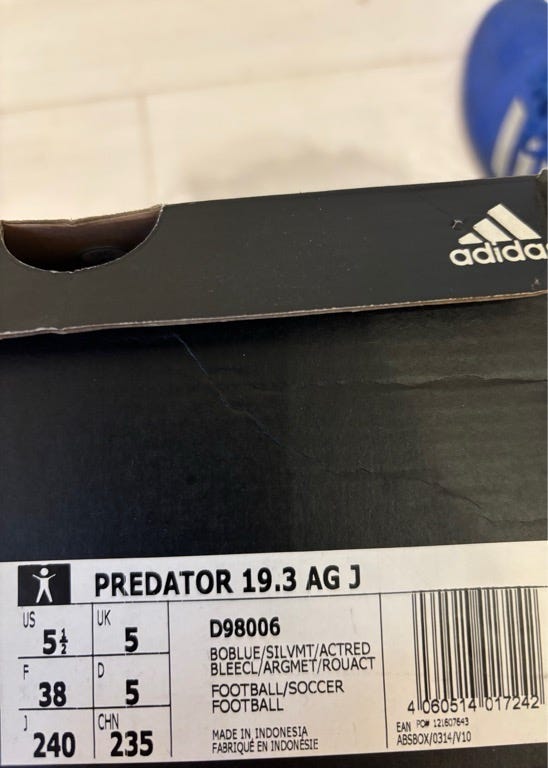 adidas
PREDATOR 19.3 AG J
US 5½ UK 5
F 38 D 5
J 240 CHN 235
D98006
BOBLUE/SILVMT/ACTRED
BLEECL/ARGMET/ROUACT
FOOTBALL/SOCCER
FOOTBALL
MADE IN INDONESIA
FABRIQUÉ EN INDONÉSIE
4 060514 017242
EAN PO# 121607643
ABSBOX/0314/V10